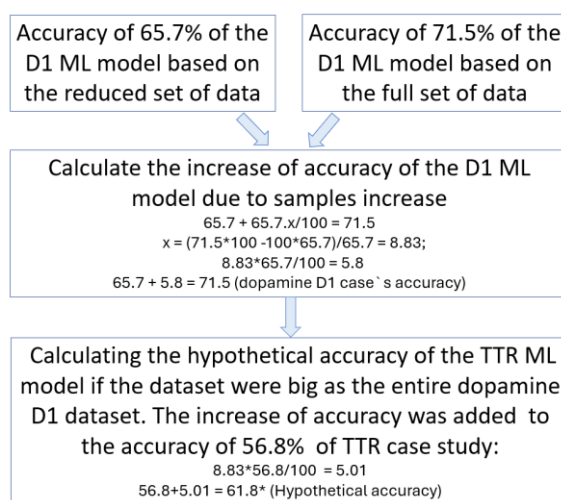 Accuracy of 65.7% of the
D1 ML model based on
the reduced set of data
Accuracy of 71.5% of the
D1 ML model based on
the full set of data
Calculate the increase of accuracy of the D1 ML
model due to samples increase
65.7 + 65.7.x/100 = 71.5
x = (71.5*100 -100*65.7)/65.7 = 8.83;
8.83*65.7/100 = 5.8
65.7 + 5.8 = 71.5 (dopamine D1 case`s accuracy)
Calculating the hypothetical accuracy of the TTR ML
model if the dataset were big as the entire dopamine
D1 dataset. The increase of accuracy was added to
the accuracy of 56.8% of TTR case study:
8.83*56.8/100 = 5.01
56.8+5.01 = 61.8* (Hypothetical accuracy)